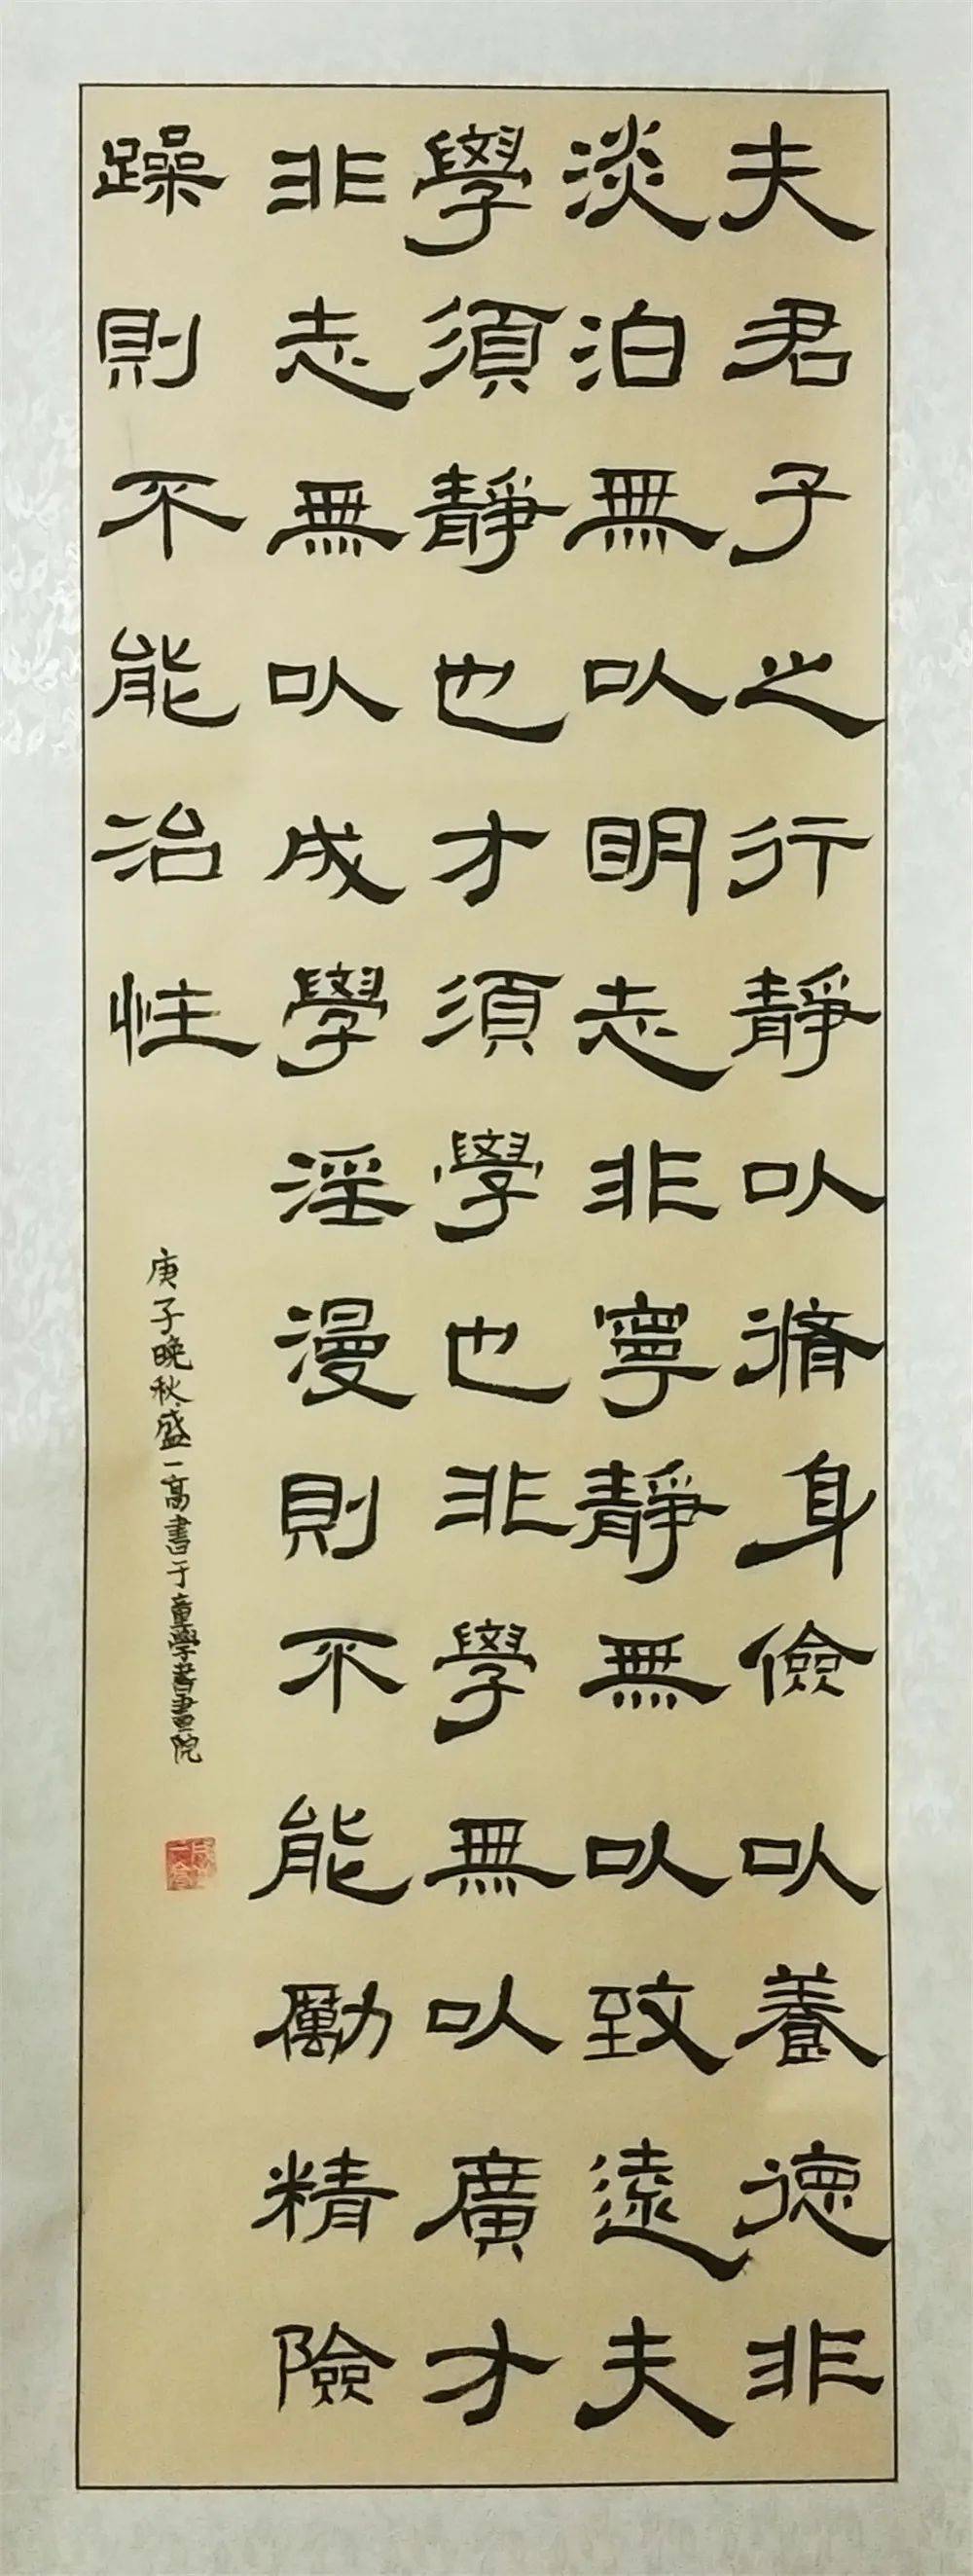 夫君子之行靜以脩身儉以養德非
淡泊無以明志非寧靜無以致遠夫
學須靜也才須學也非學無以廣才
非志無以成學淫漫則不能勵精險
躁則不能治性
庚子晚秋盛一高書于童學書畫院